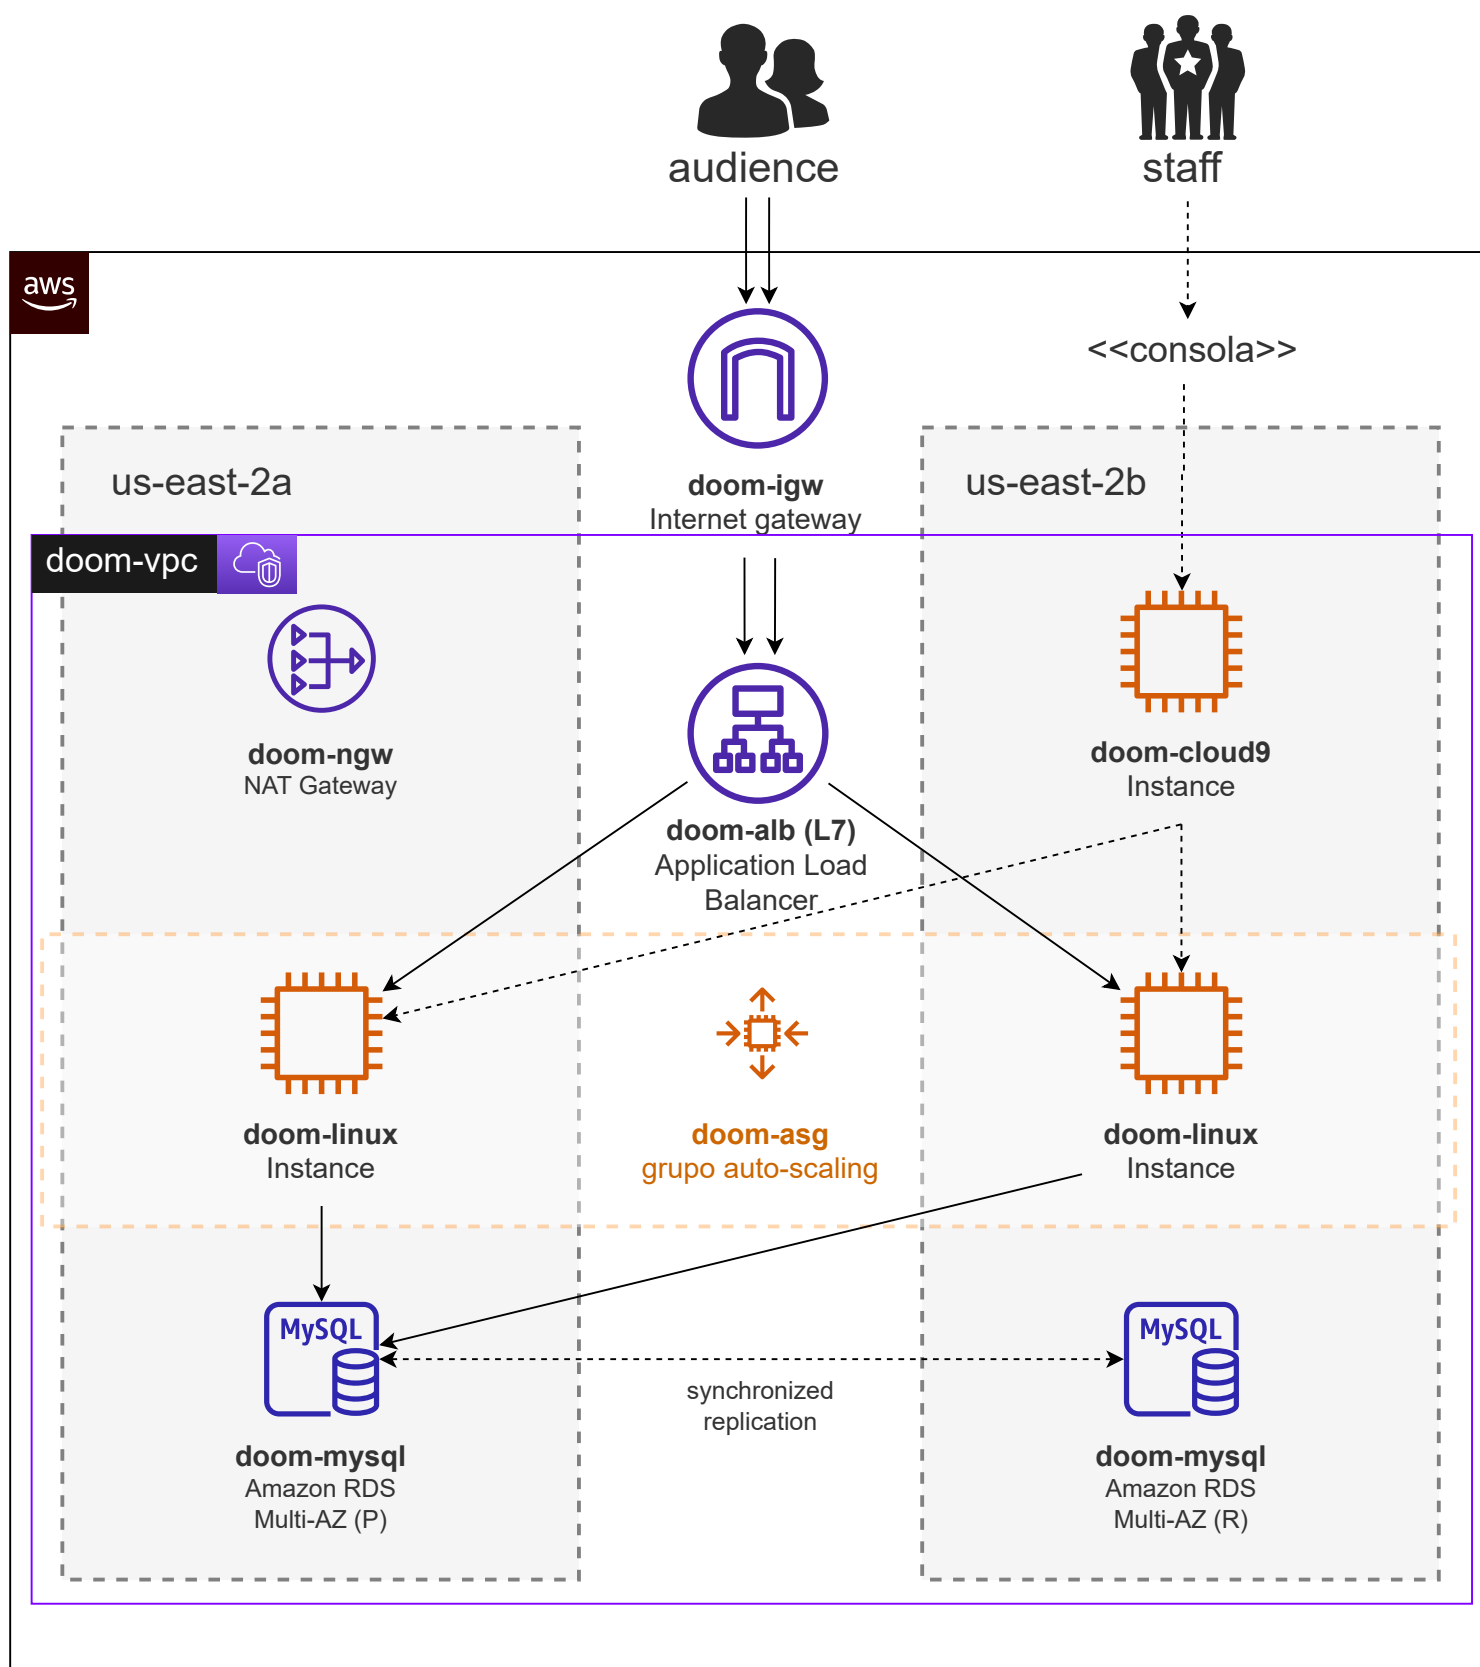 audience
staff
aws
<<consola>>
us-east-2a
doom-igw
Internet gateway
us-east-2b
doom-vpc
doom-ngw
NAT Gateway
doom-alb (L7)
Application Load
Balancer
doom-cloud9
Instance
doom-linux
Instance
doom-asg
grupo auto-scaling
doom-linux
Instance
MySQL
MySQL
synchronized
replication
doom-mysql
Amazon RDS
Multi-AZ (P)
doom-mysql
Amazon RDS
Multi-AZ (R)